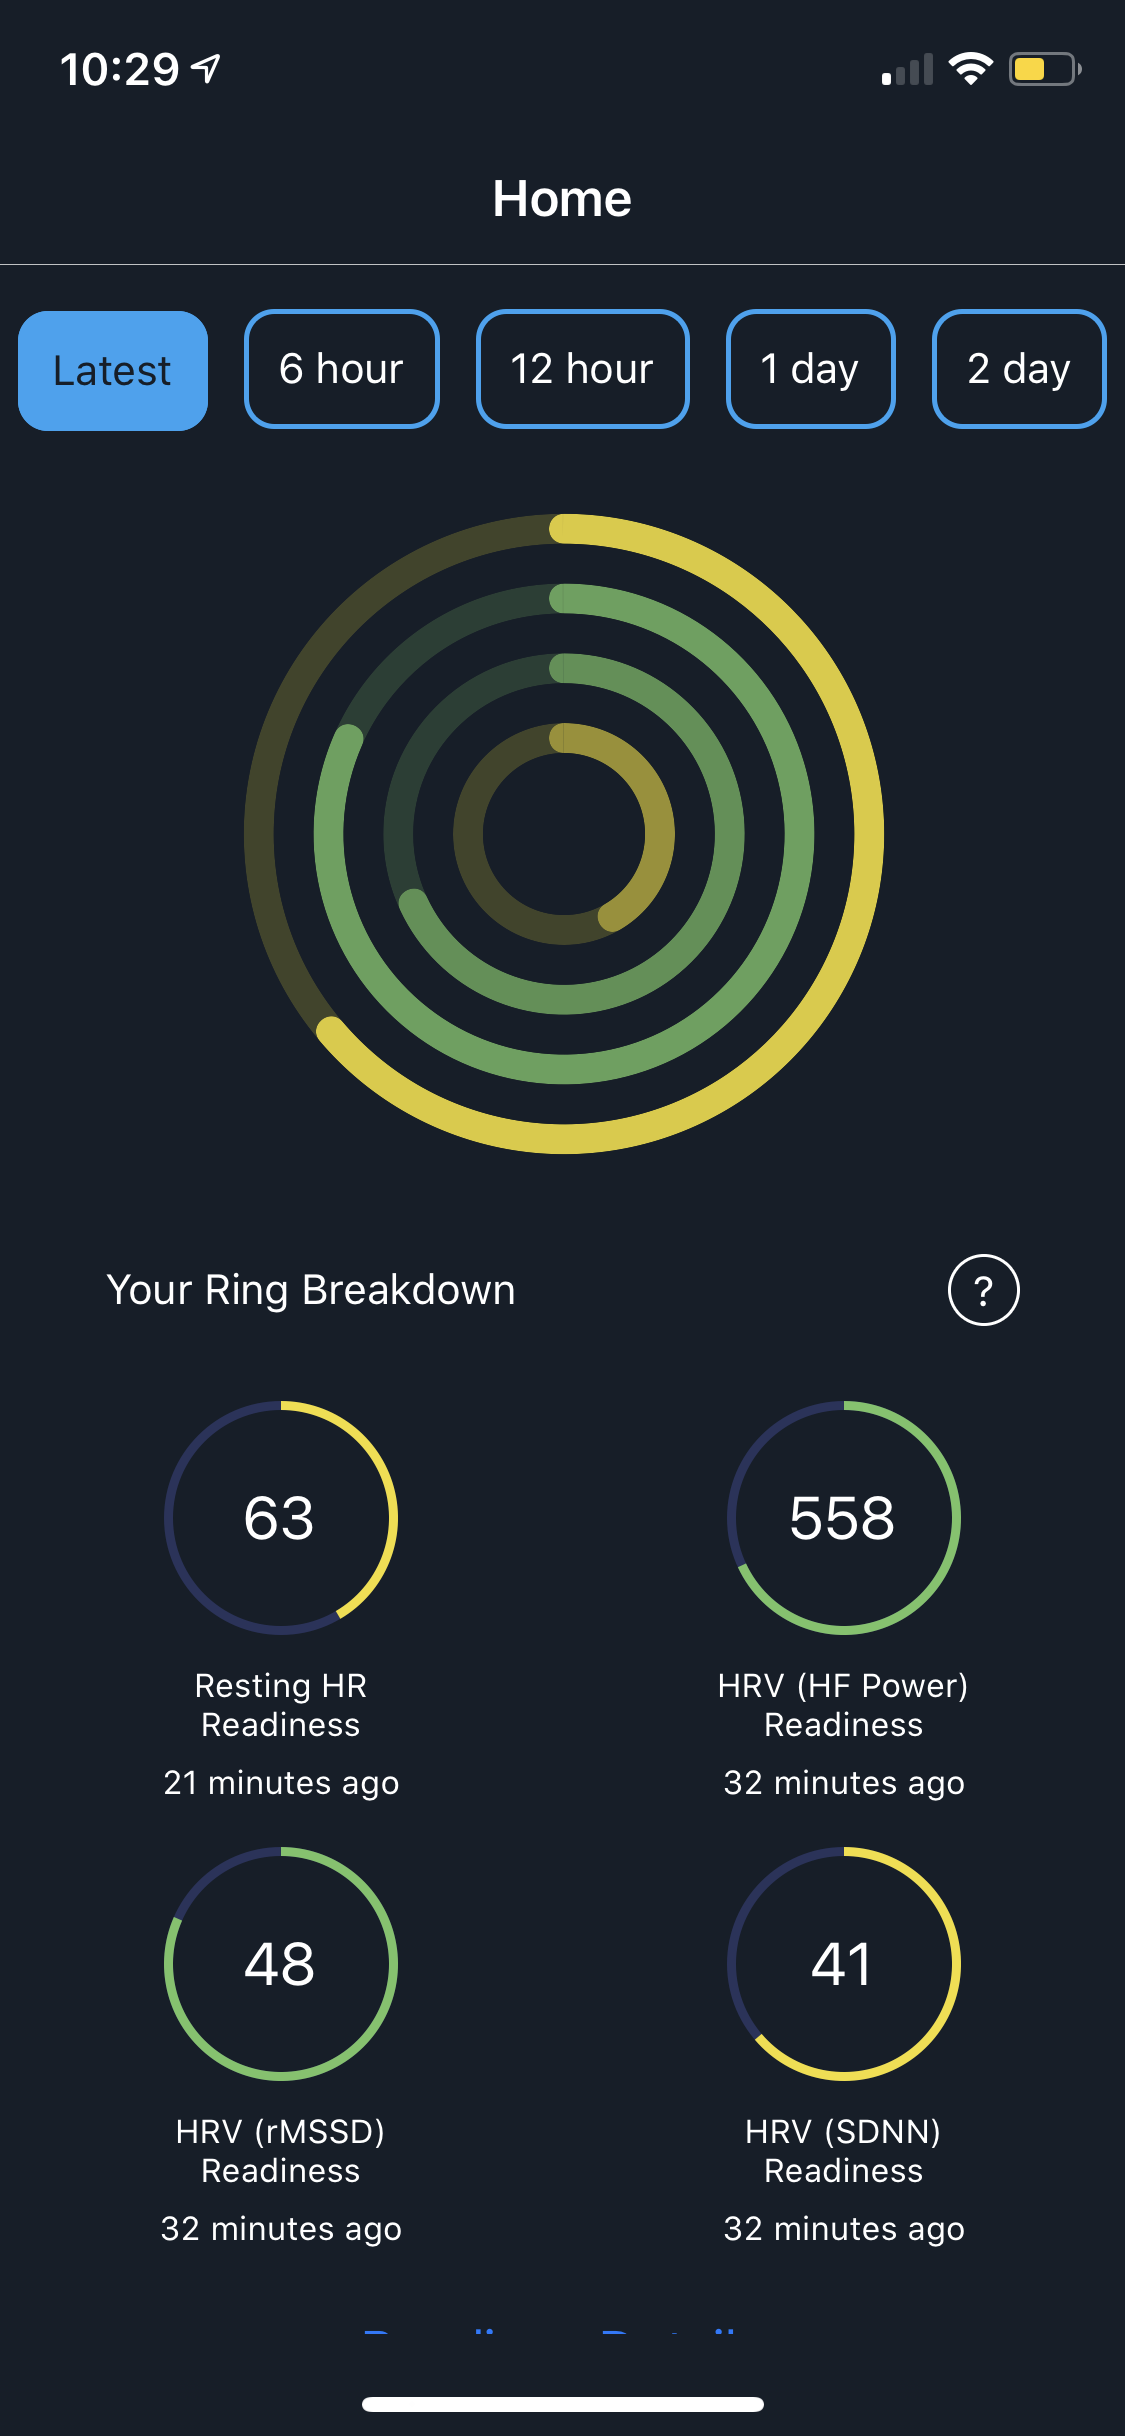 10:29
Home
Latest
6 hour
12 hour
1 day
2 day
Your Ring Breakdown
?
63
558
Resting HR
Readiness
21 minutes ago
HRV (HF Power)
Readiness
32 minutes ago
48
41
HRV (rMSSD)
Readiness
32 minutes ago
HRV (SDNN)
Readiness
32 minutes ago